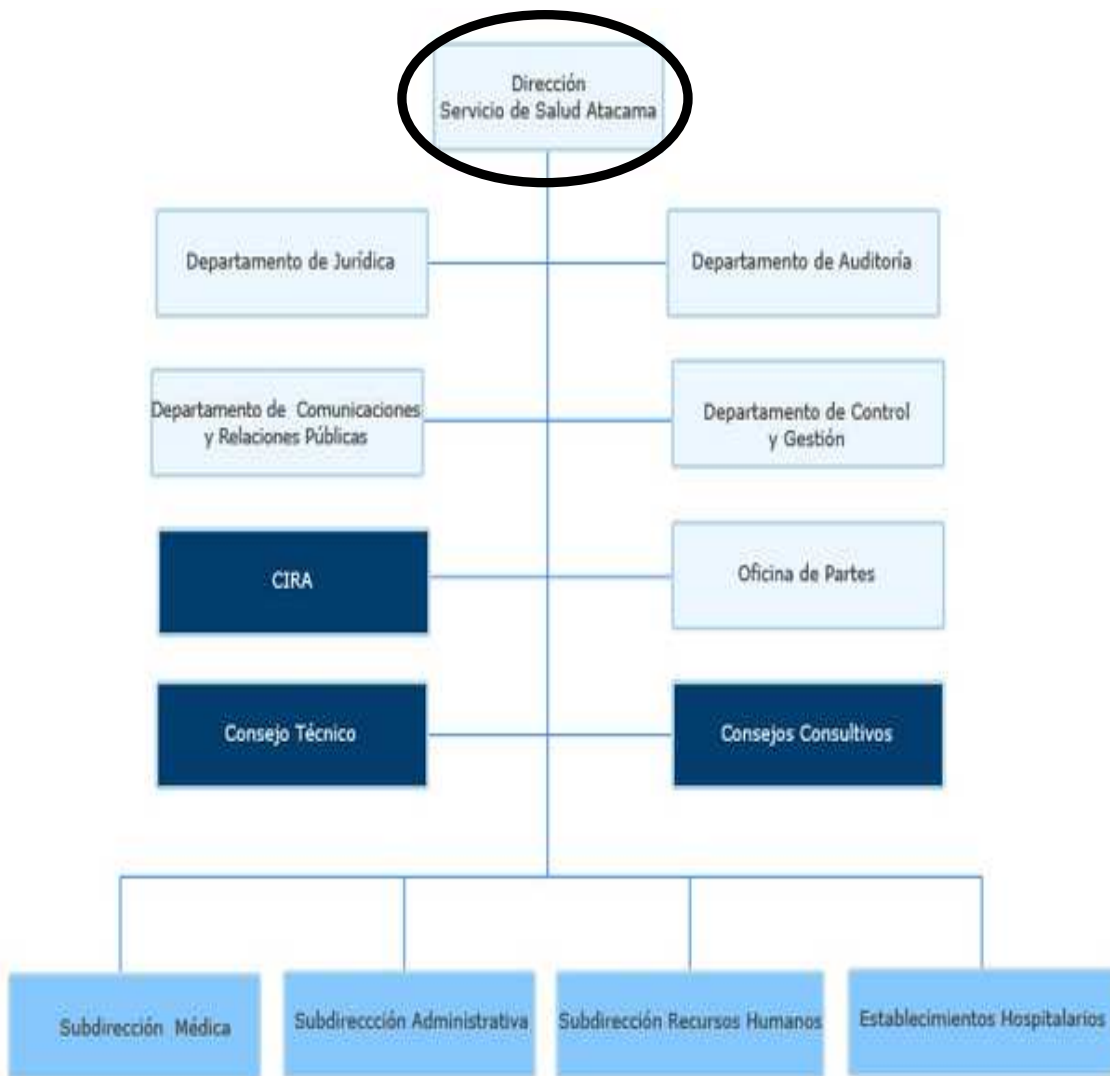 Dirección
Servicio de Salud Atacama
Departamento de Jurídica
Departamento de Auditoría
Departamento de Comunicaciones
y Relaciones Públicas
Departamento de Control
y Gestión
CIRA
Oficina de Partes
Consejo Técnico
Consejos Consultivos
Subdirección Médica
Subdireccción Administrativa
Subdirección Recursos Humanos
Establecimientos Hospitalarios